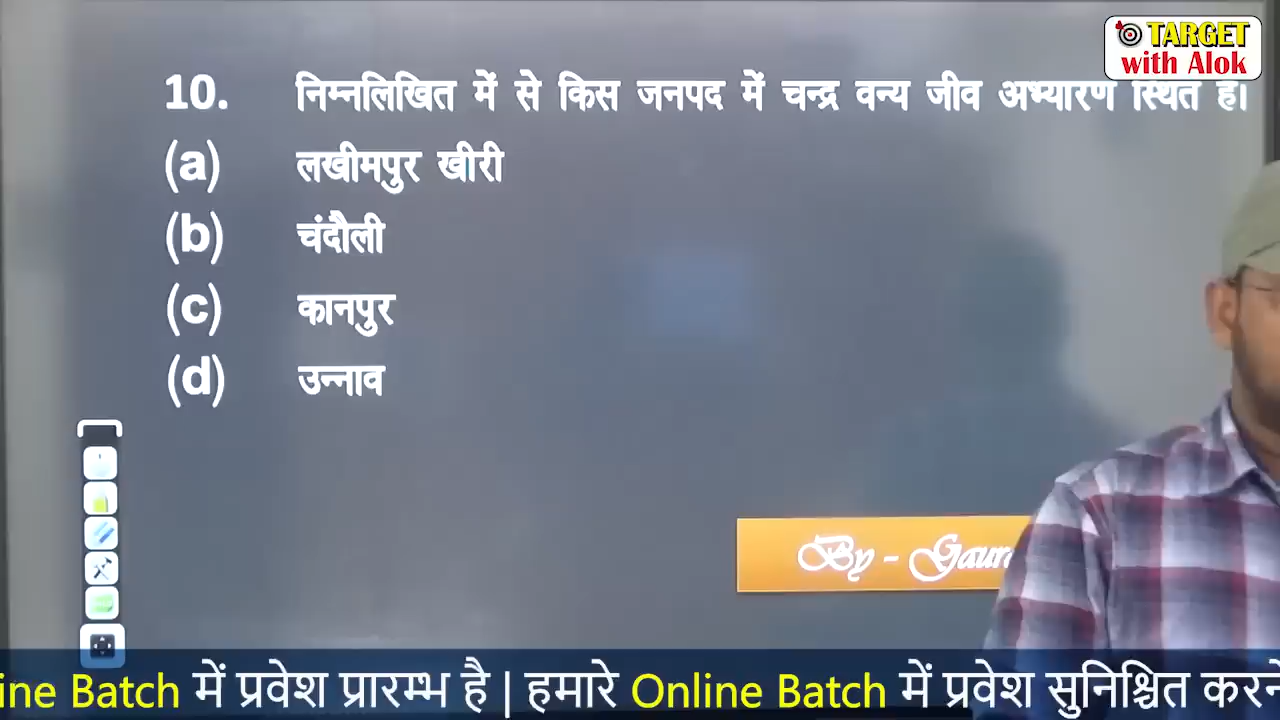 TARGET
with Alok
10. निम्नलिखित में से किस जनपद में चन्द्र वन्य जीव अभ्यारण स्थित है।
(a) लखीमपुर खीरी
(b) चंदौली
(c) कानपुर
(d) उन्नाव
By - Gaura
ine Batch में प्रवेश प्रारम्भ है | हमारे Online Batch में प्रवेश सुनिश्चित करने